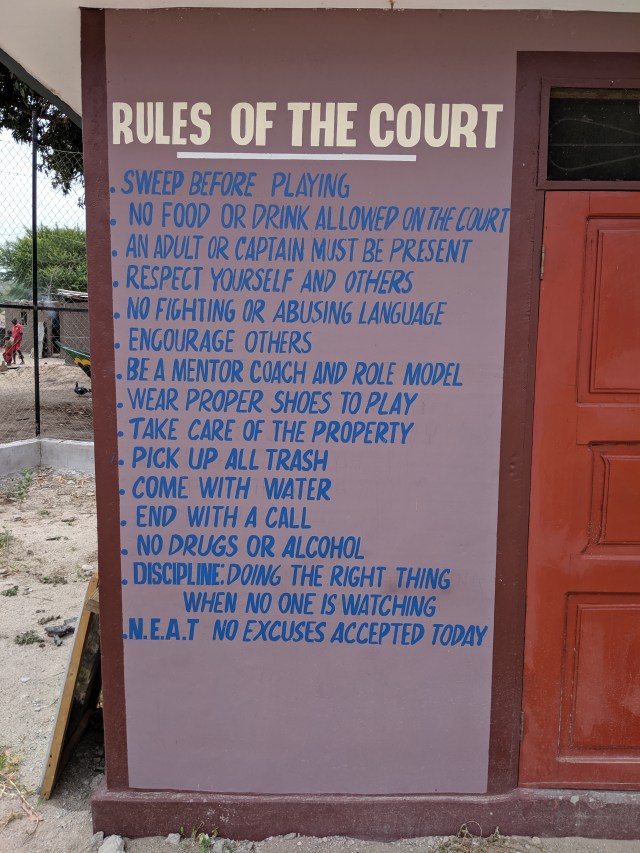 RULES OF THE COURT
. SWEEP BEFORE PLAYING
. NO FOOD OR DRINK ALLOWED ON THE COURT
. AN ADULT OR CAPTAIN MUST BE PRESENT
. RESPECT YOURSELF AND OTHERS
. NO FIGHTING OR ABUSING LANGUAGE
. ENCOURAGE OTHERS
. BE A MENTOR COACH AND ROLE MODEL
. WEAR PROPER SHOES TO PLAY
. TAKE CARE OF THE PROPERTY
. PICK UP ALL TRASH
. COME WITH WATER
. END WITH A CALL
. NO DRUGS OR ALCOHOL
. DISCIPLINE: DOING THE RIGHT THING
WHEN NO ONE IS WATCHING
. N.E.A.T NO EXCUSES ACCEPTED TODAY